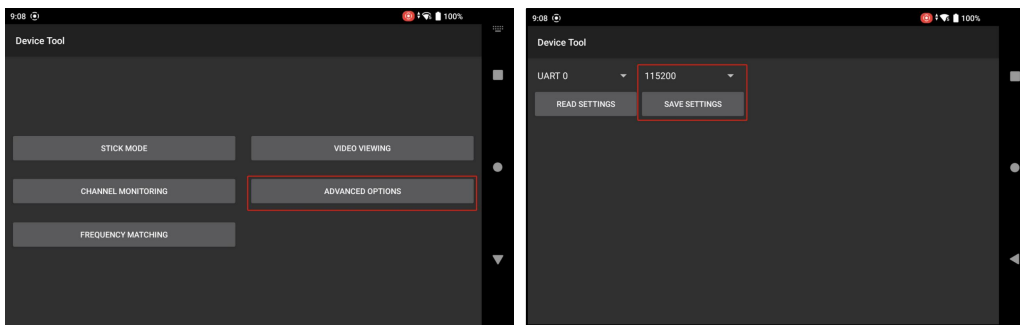 9:08 100%
Device Tool
STICK MODE VIDEO VIEWING
CHANNEL MONITORING ADVANCED OPTIONS
FREQUENCY MATCHING
9:08 100%
Device Tool
UART 0 115200
READ SETTINGS SAVE SETTINGS